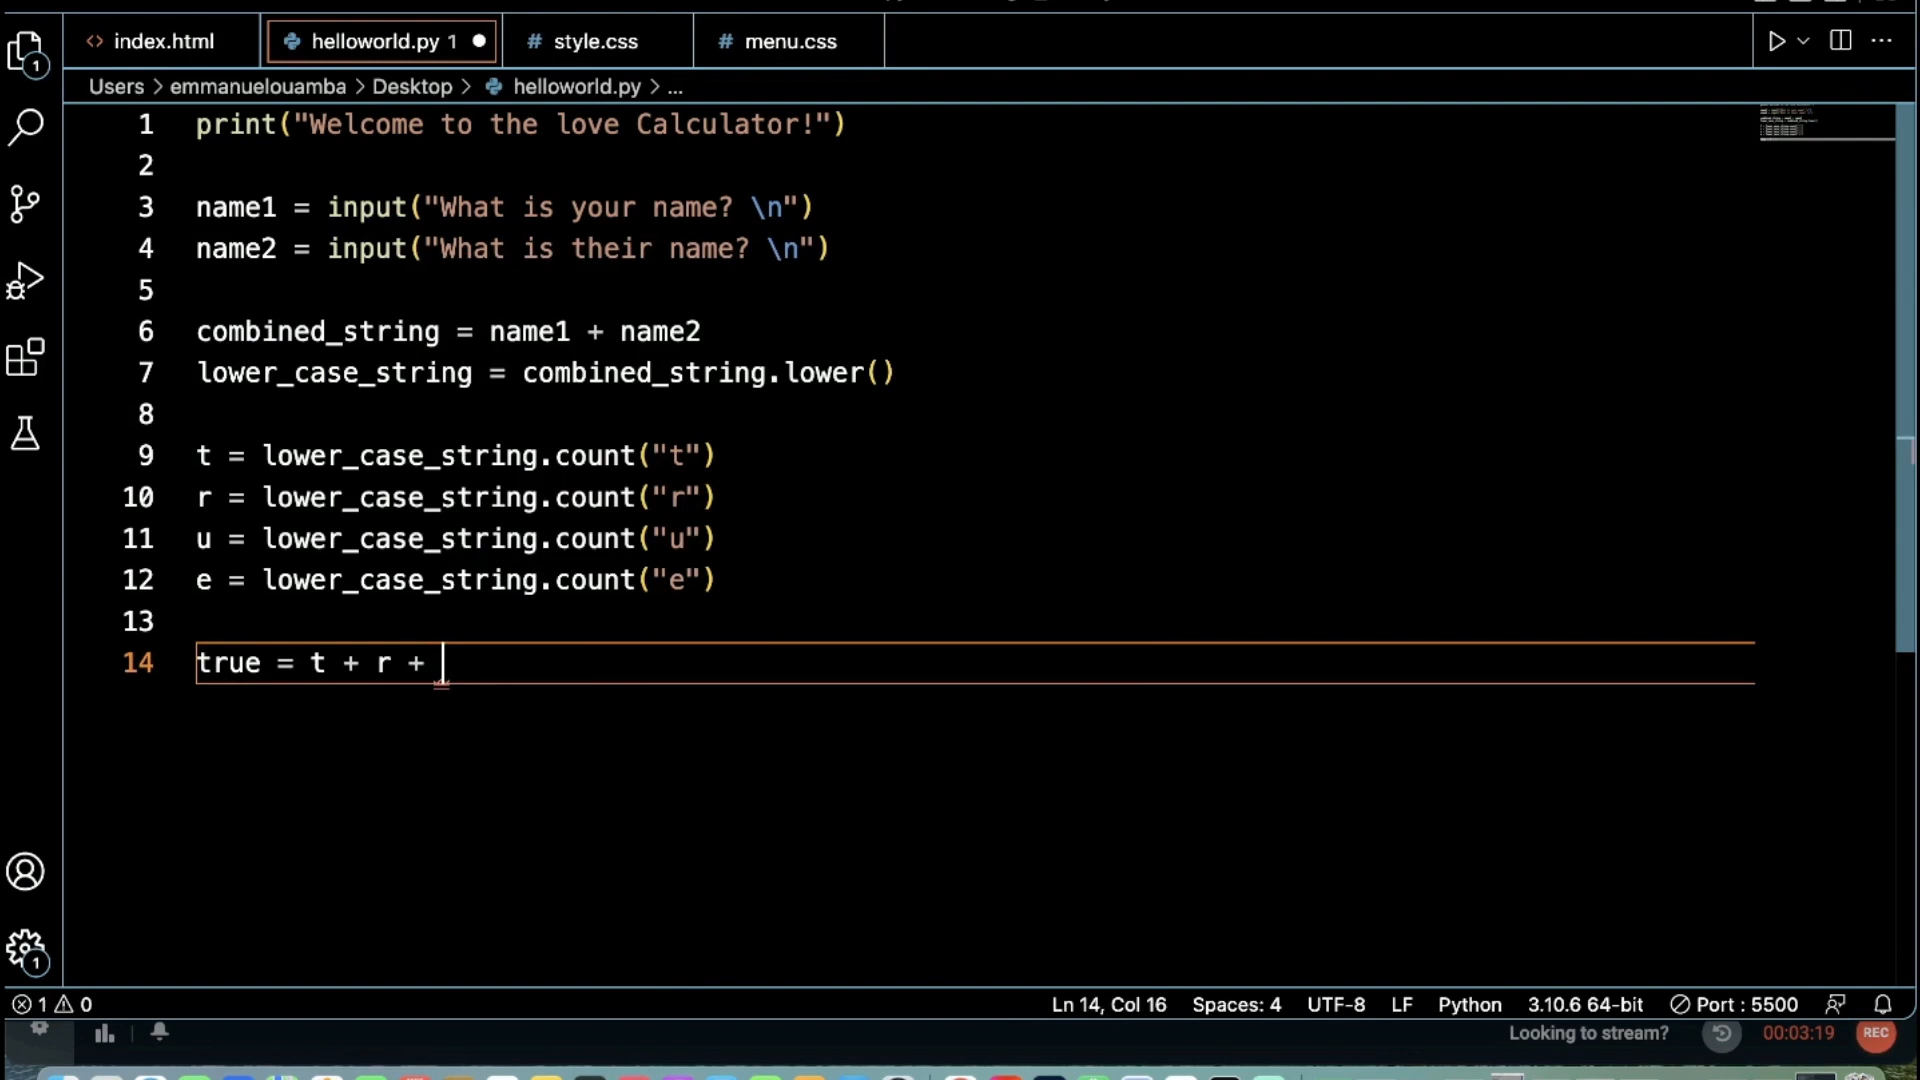 index.html helloworld.py 1 # style.css # menu.css
Users > emmanuelouamba > Desktop > helloworld.py > ...
1 print("Welcome to the love Calculator!")
2
3 name1 = input("What is your name? \n")
4 name2 = input("What is their name? \n")
5
6 combined_string = name1 + name2
7 lower_case_string = combined_string.lower()
8
9 t = lower_case_string.count("t")
10 r = lower_case_string.count("r")
11 u = lower_case_string.count("u")
12 e = lower_case_string.count("e")
13
14 true = t + r +
1
1
1 0 Ln 14, Col 16 Spaces: 4 UTF-8 LF Python 3.10.6 64-bit Port : 5500
Looking to stream? 00:03:19 REC